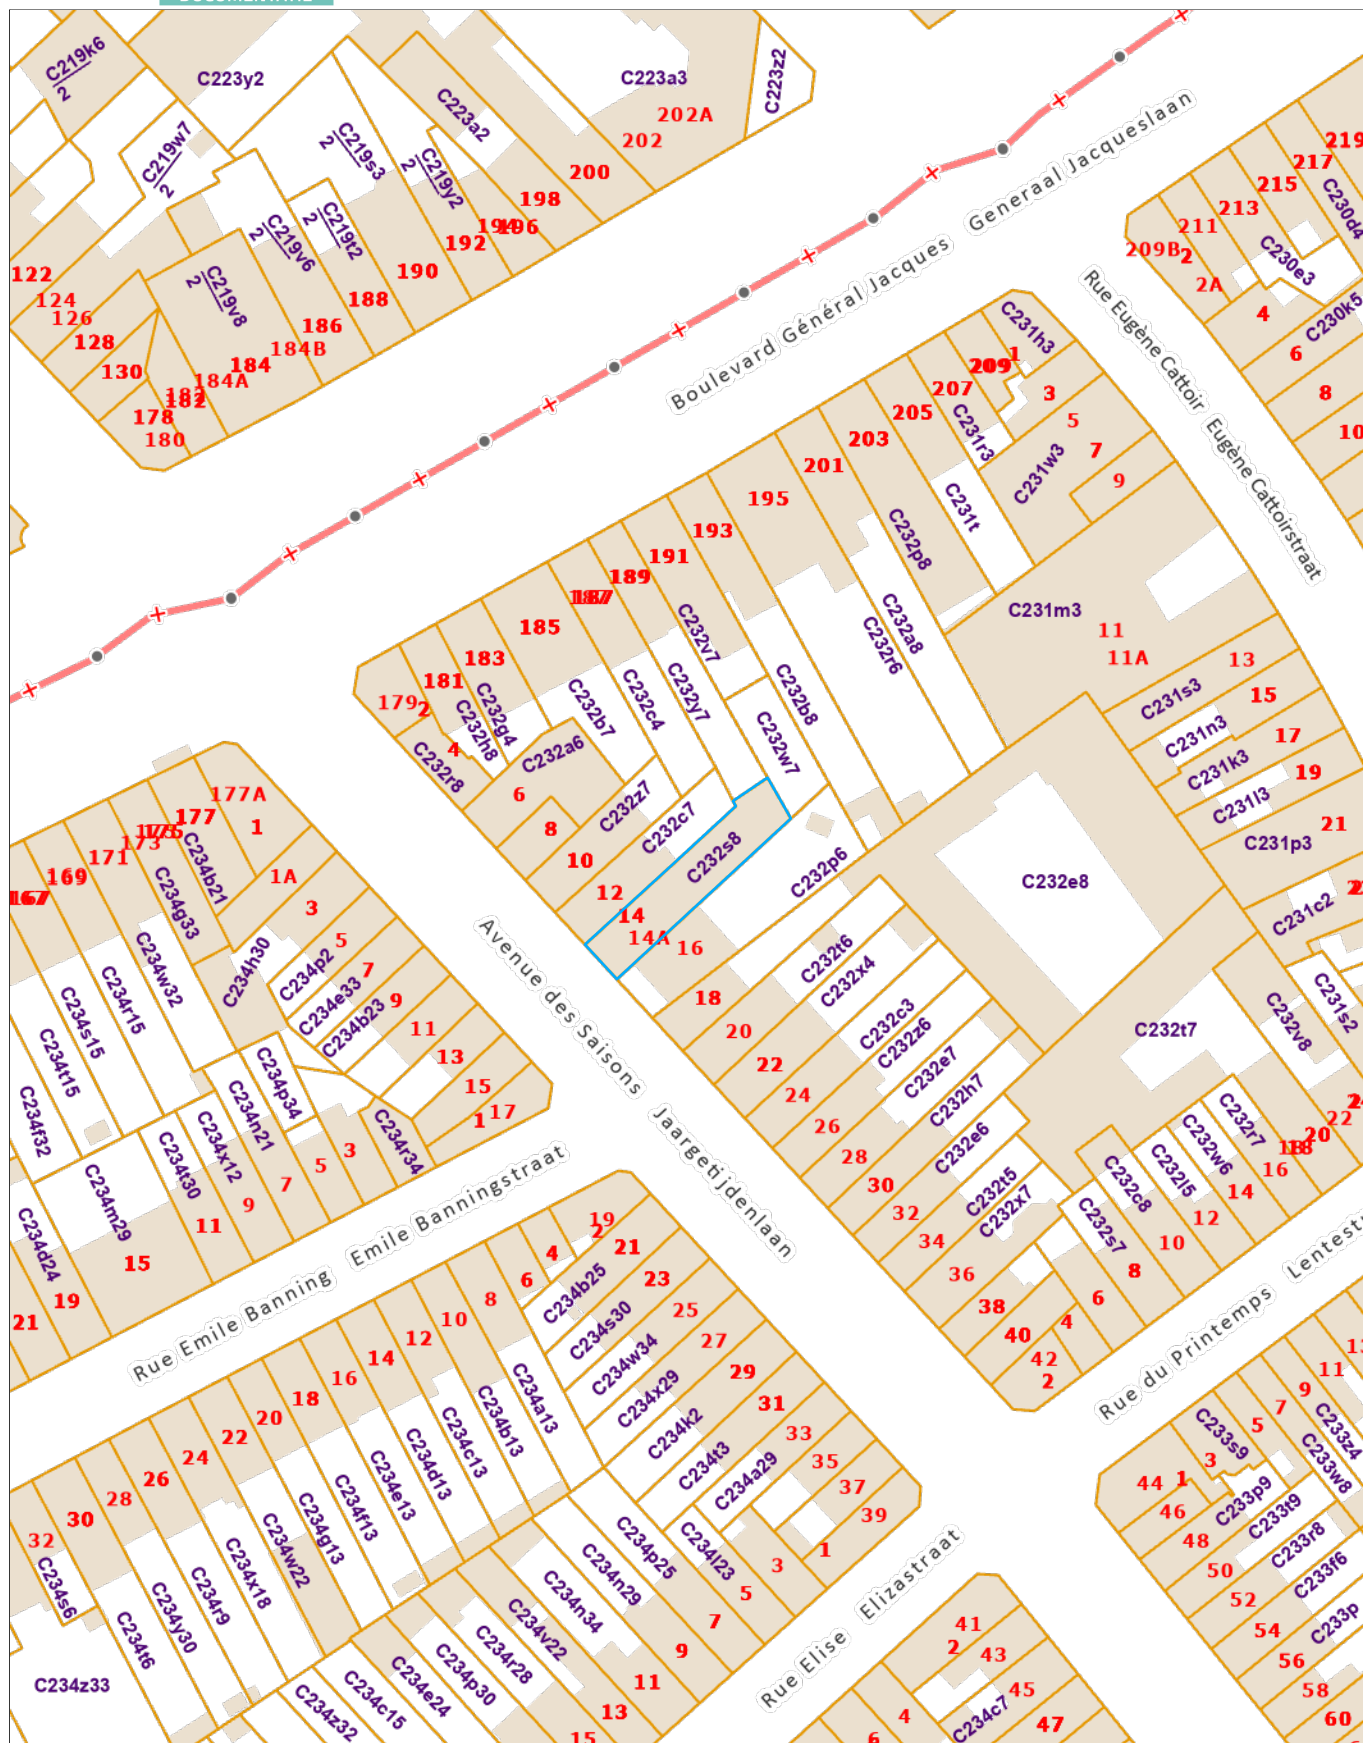 C219k6
2
C223y2
C223a3
C223z2
202A
202
C223a2
C219w7
2
C219s3
2
C219y2
2
200
198
194
196
192
C219t2
2
C219v6
2
190
188
C219v8
2
186
184B
184
184A
182
178
180
122
124
126
128
130
Boulevard Général Jacques
Generaal Jacqueslaan
219
217
215
213
211
209B
2
2A
C230d4
C230e3
C230k5
4
6
8
10
Rue Eugène Cattoir
Eugène Cattoirstraat
C231h3
1
209
207
205
203
201
195
193
191
189
187
185
183
181
179
2
4
3
5
7
9
C231r3
C231w3
C231t
C232p8
C232a8
C232r6
C231m3
11
11A
13
C231s3
15
C231n3
17
C231k3
19
C231l3
21
C231p3
C231c2
C231s2
C232v7
C232y7
C232c4
C232b7
C232b8
C232w7
C232g4
C232h8
C232r8
C232a6
6
8
C232z7
10
C232c7
12
C232s8
14
14A
16
C232p6
18
C232e8
C232t7
C232v8
20
C232t6
C232x4
22
C232c3
C232z6
24
C232e7
26
C232h7
28
30
C232e6
32
C232t5
34
C232x7
36
38
40
42
2
4
6
8
10
12
14
16
18
20
22
C232s7
C232c8
C232l5
C232w6
C232r7
177A
177
1
175
173
171
169
167
C234b21
1A
3
C234g33
5
C234h30
C234p2
7
C234e33
9
C234b23
11
13
15
17
1
C234w32
C234r15
C234s15
C234t15
C234f32
C234p34
C234n21
C234r34
3
5
7
9
C234x12
C234t30
11
C234m29
15
C234d24
19
21
Avenue des Saisons
Jaargetijdenlaan
Rue Emile Banning
Emile Banningstraat
19
2
21
4
6
23
8
C234b25
25
10
C234s30
27
12
C234w34
29
14
C234x29
31
16
C234k2
33
18
C234t3
35
20
C234a29
37
22
39
24
26
28
30
32
C234a13
C234b13
C234c13
C234d13
C234e13
C234f13
C234g13
C234w22
C234x18
C234r9
C234y30
C234t6
C234s6
C234z33
C234p25
C234l23
1
3
5
C234n29
7
C234n34
9
C234v22
11
C234r28
13
C234p30
15
C234e24
C234c15
C234z32
Rue Elise
Elizastraat
41
2
43
45
4
47
6
C234c7
Rue du Printemps
11
9
7
5
C233s9
3
1
44
46
48
50
52
54
56
58
60
C233z4
C233w8
C233p9
C233t9
C233r8
C233f6
C233p